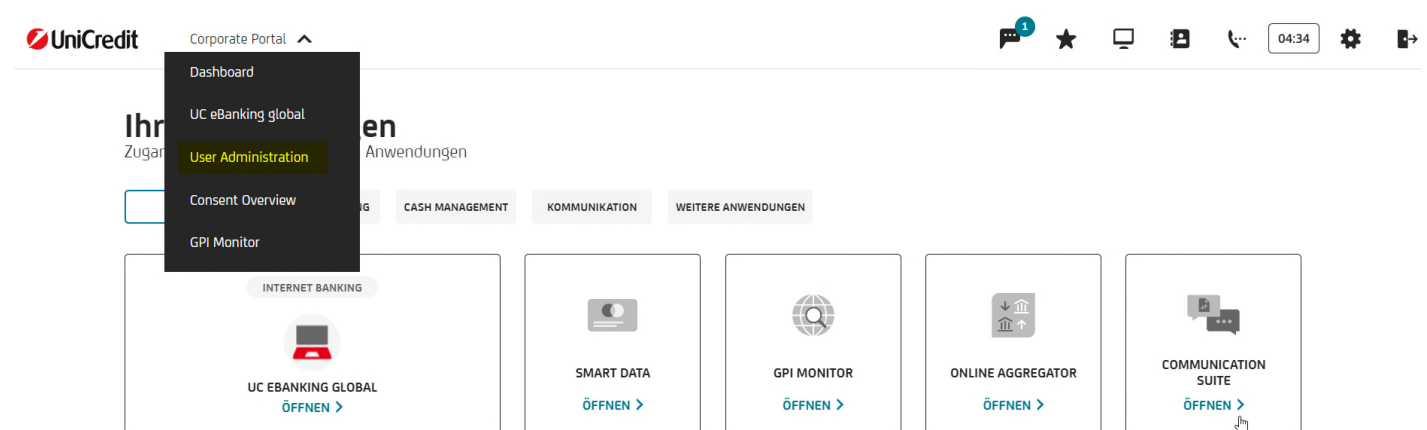 UniCredit
Corporate Portal
1
04:34
Dashboard
UC eBanking global
User Administration
Consent Overview
GPI Monitor
Ihr en
Zugan Anwendungen
G CASH MANAGEMENT KOMMUNIKATION WEITERE ANWENDUNGEN
INTERNET BANKING
UC EBANKING GLOBAL
ÖFFNEN
SMART DATA
ÖFFNEN
GPI MONITOR
ÖFFNEN
ONLINE AGGREGATOR
ÖFFNEN
COMMUNICATION
SUITE
ÖFFNEN